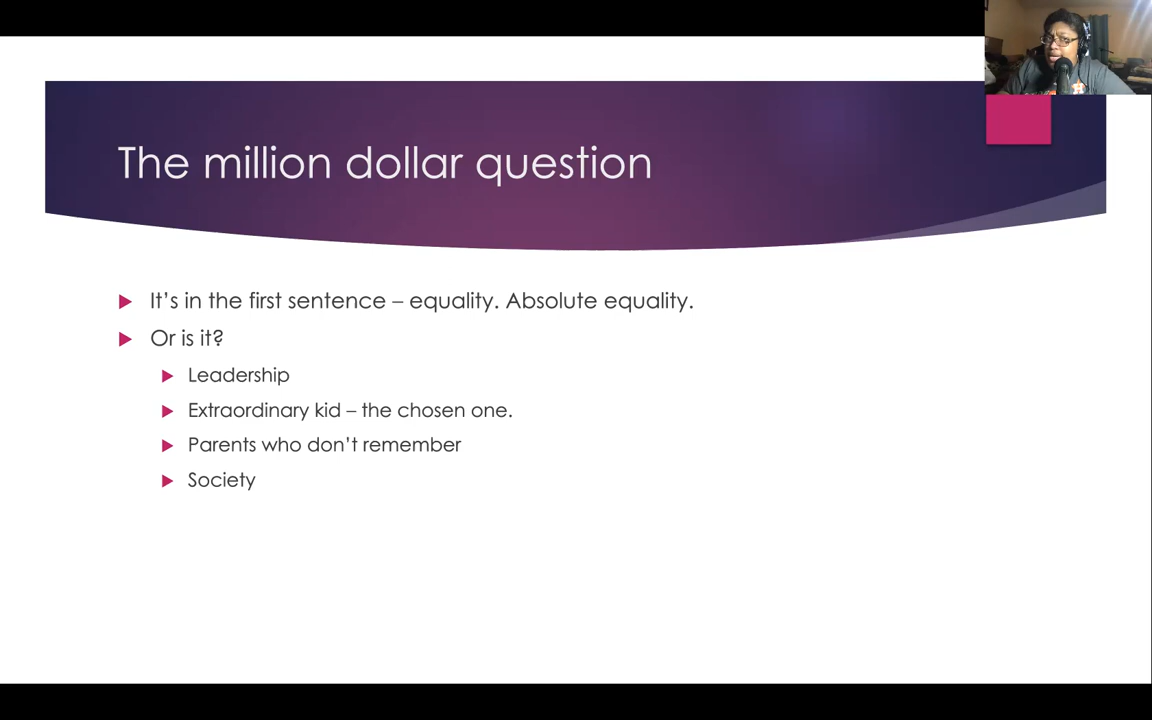 The million dollar question
It's in the first sentence – equality. Absolute equality.
Or is it?
Leadership
Extraordinary kid – the chosen one.
Parents who don't remember
Society